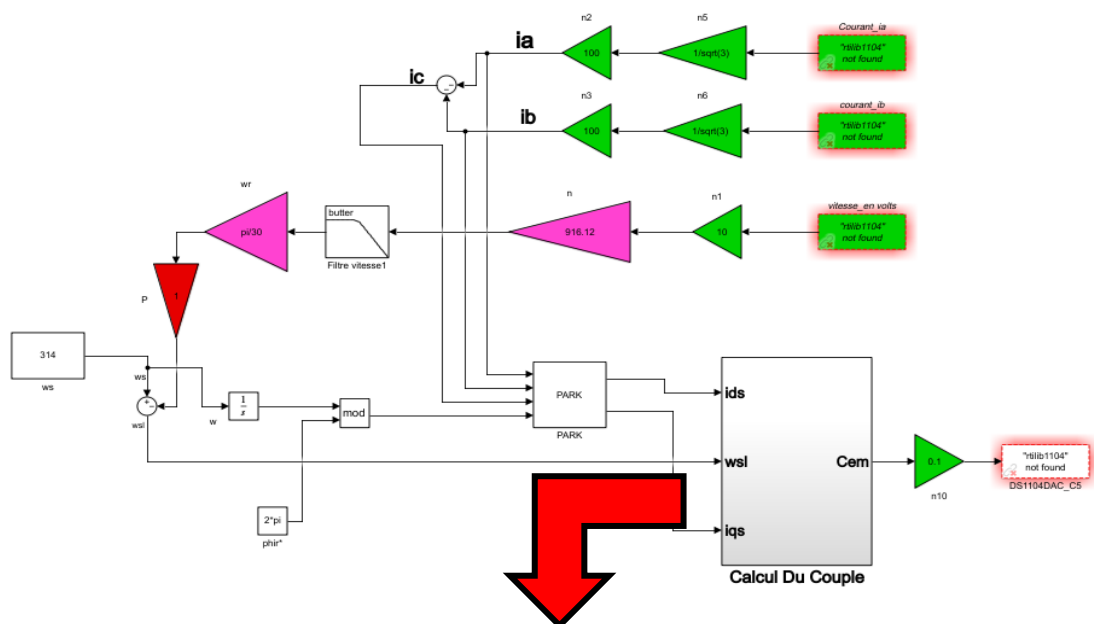 Courant_ia
n2
n5
ia
100
1/sqrt(3)
"rtilib1104"
not found
ic
n3
n6
courant_ib
ib
100
1/sqrt(3)
"rtilib1104"
not found
wr
n
n1
vitesse_en volts
butter
pi/30
916.12
10
"rtilib1104"
not found
Filtre vitesse1
P
1
314
ws
ws
wsl
w
1
s
mod
PARK
PARK
ids
wsl
Cem
iqs
Calcul Du Couple
0.1
n10
"rtilib1104"
not found
DS1104DAC_C5
2*pi
phir*